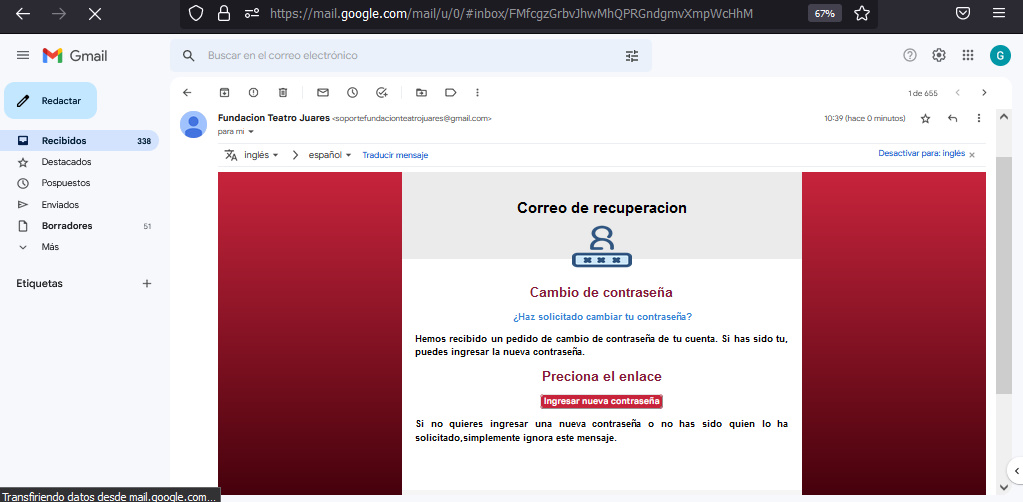 https://mail.google.com/mail/u/0/#inbox/FMfcgzGrbvJhwMhQPRGndgmvXmpWcHhM
67%
Gmail
Buscar en el correo electrónico
G
Redactar
1 de 655
Recibidos 338
Destacados
Pospuestos
Enviados
Borradores 51
Más
Etiquetas
Fundacion Teatro Juares <soportefundacionteatrojuares@gmail.com>
10:39 (hace 0 minutos)
para mi
inglés > español Traducir mensaje
Desactivar para: inglés x
Correo de recuperacion
Cambio de contraseña
¿Haz solicitado cambiar tu contraseña?
Hemos recibido un pedido de cambio de contraseña de tu cuenta. Si has sido tu,
puedes ingresar la nueva contraseña.
Preciona el enlace
Ingresar nueva contraseña
Si no quieres ingresar una nueva contraseña o no has sido quien lo ha
solicitado,simplemente ignora este mensaje.
Transfiriendo datos desde mail.google.com...